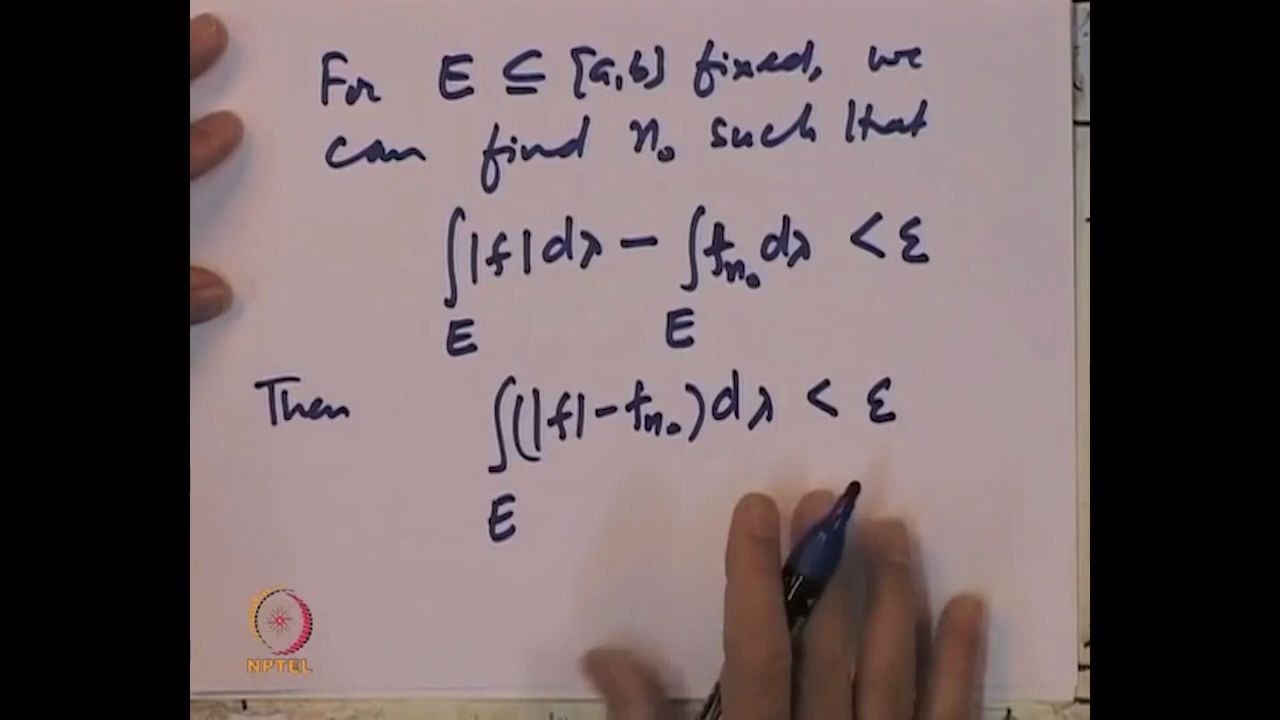 For E ⊆ [a,b] fixed, we
can find n₀ such that
∫_E |f| dλ − ∫_E f_{n₀} dλ < ε
Then ∫_E (|f| − f_{n₀}) dλ < ε
NPTEL